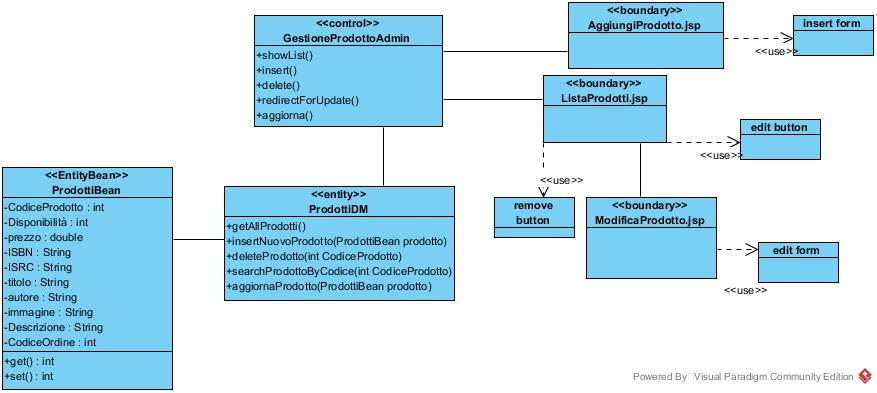 <<control>>
GestioneProdottoAdmin
+showList()
+insert()
+delete()
+redirectForUpdate()
+aggiorna()
<<boundary>>
AggiungiProdotto.jsp
<<use>>
insert form
<<boundary>>
ListaProdotti.jsp
<<use>>
edit button
<<use>>
remove
button
<<boundary>>
ModificaProdotto.jsp
<<use>>
edit form
<<EntityBean>>
ProdottiBean
-CodiceProdotto : int
-Disponibilità : int
-prezzo : double
-ISBN : String
-ISRC : String
-titolo : String
-autore : String
-immagine : String
-Descrizione : String
-CodiceOrdine : int
+get() : int
+set() : int
<<entity>>
ProdottiDM
+getAllProdotti()
+insertNuovoProdotto(ProdottiBean prodotto)
+deleteProdotto(int CodiceProdotto)
+searchProdottoByCodice(int CodiceProdotto)
+aggiornaProdotto(ProdottiBean prodotto)
Powered By Visual Paradigm Community Edition